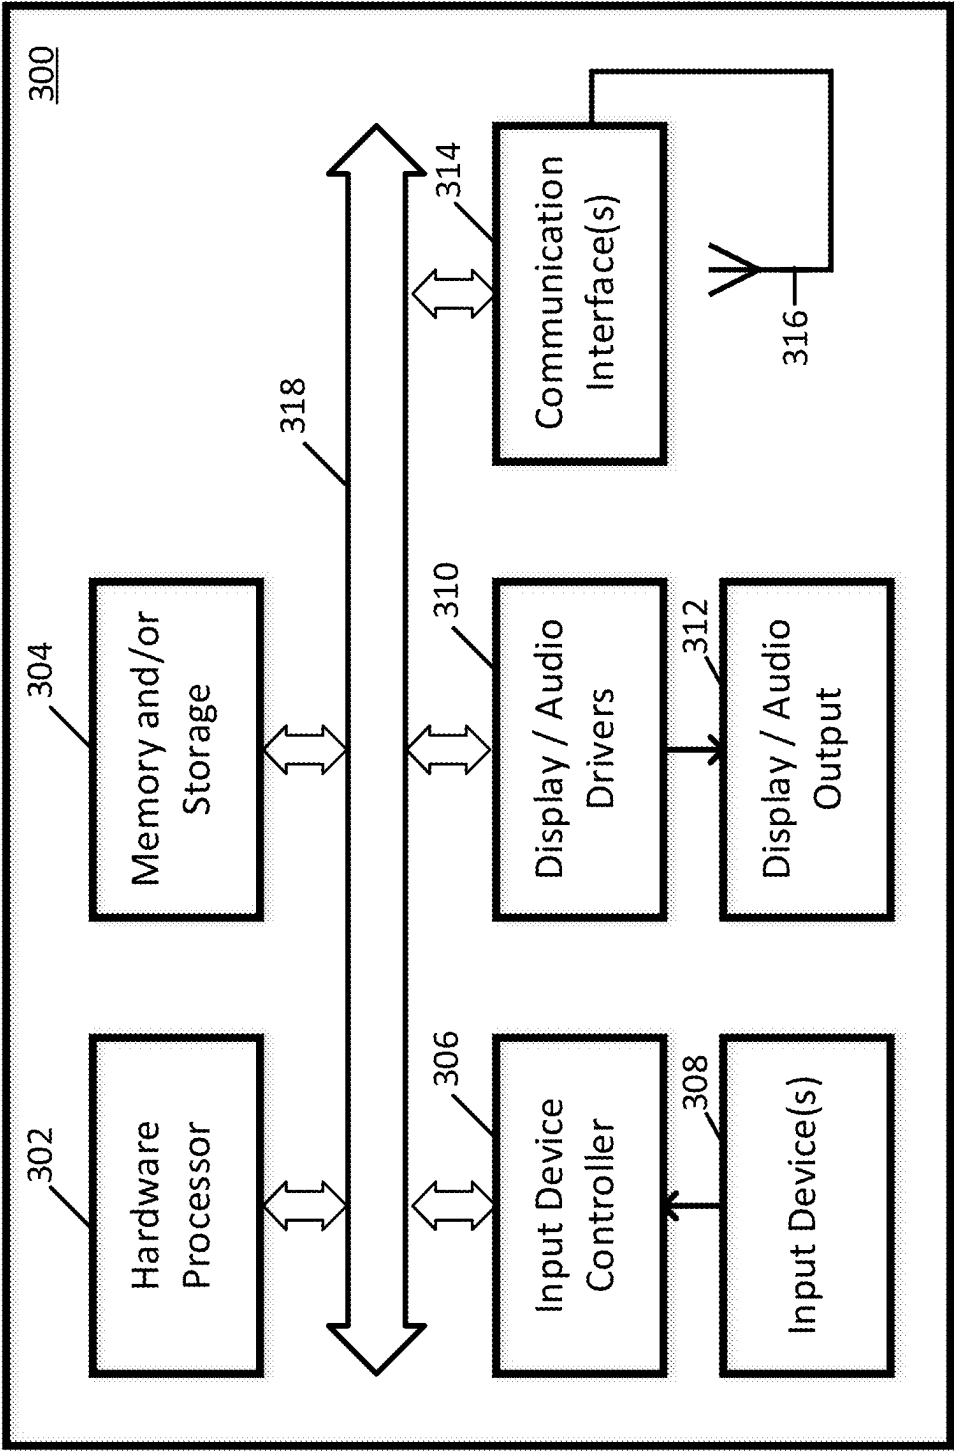 300
302
Hardware
Processor
304
Memory and/or
Storage
318
306
Input Device
Controller
310
Display / Audio
Drivers
314
Communication
Interface(s)
308
Input Device(s)
312
Display / Audio
Output
316